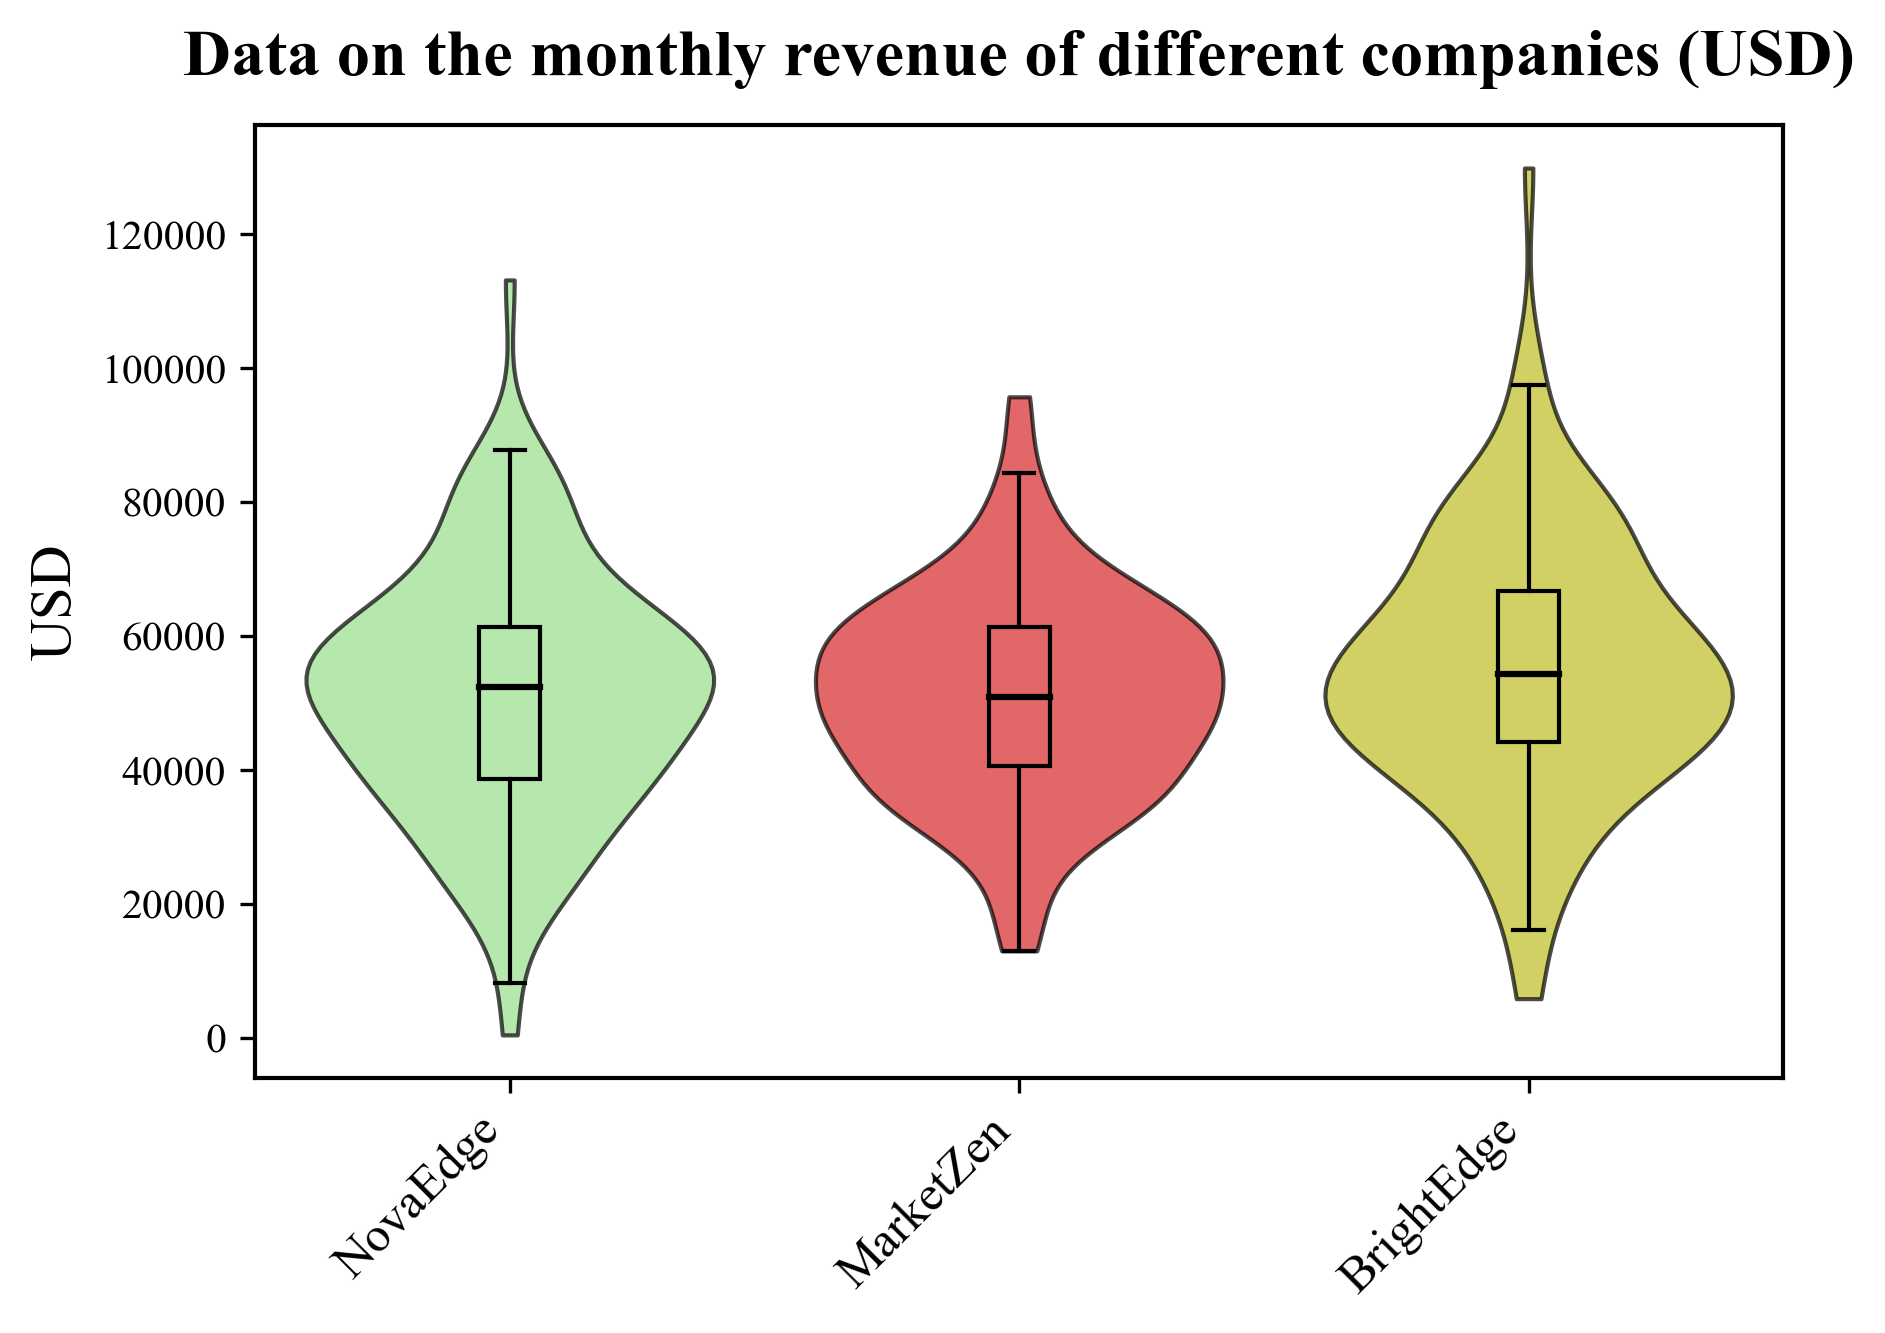 Data on the monthly revenue of different companies (USD)
USD
120000
100000
80000
60000
40000
20000
0
NovaEdge
MarketZen
BrightEdge